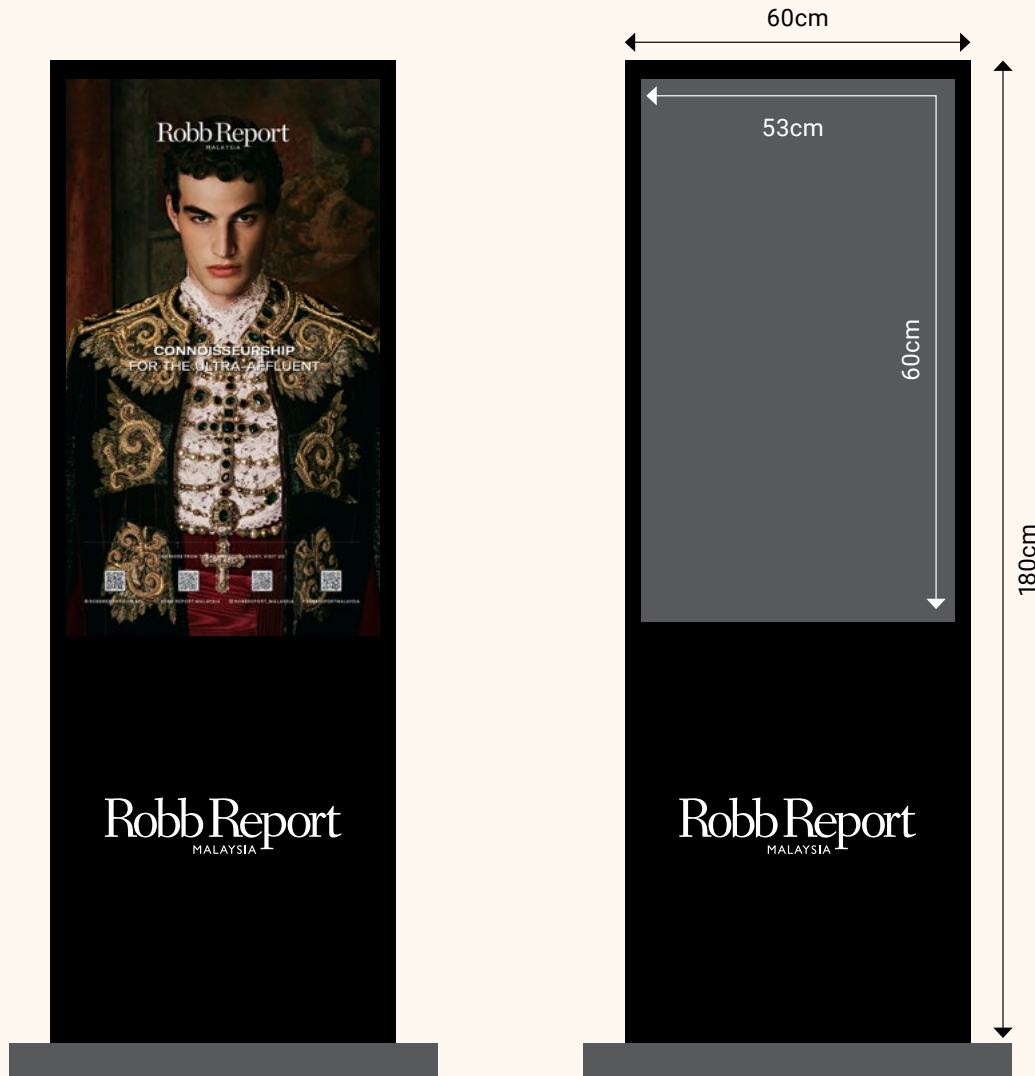 Robb Report
MALAYSIA
CONNOISSEURSHIP
FOR THE ULTRA-AFFLUENT
Robb Report
MALAYSIA
60cm
53cm
60cm
180cm
Robb Report
MALAYSIA